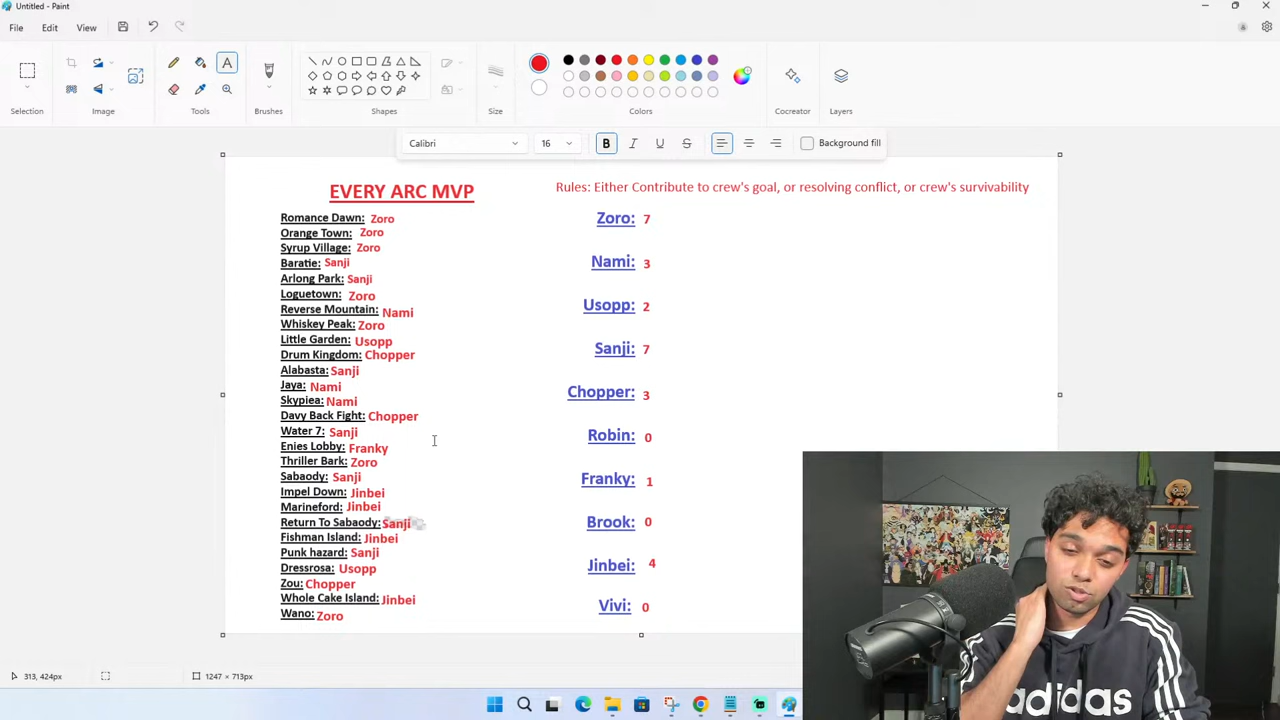 Untitled - Paint
File Edit View
Selection Image Tools Brushes Shapes Size Colors Cocreator Layers
Calibri 16 B I U S Background fill
EVERY ARC MVP
Rules: Either Contribute to crew's goal, or resolving conflict, or crew's survivability
Romance Dawn: Zoro
Orange Town: Zoro
Syrup Village: Zoro
Baratie: Sanji
Arlong Park: Sanji
Loguetown: Zoro
Reverse Mountain: Nami
Whiskey Peak: Zoro
Little Garden: Usopp
Drum Kingdom: Chopper
Alabasta: Sanji
Jaya: Nami
Skypiea: Nami
Davy Back Fight: Chopper
Water 7: Sanji
Enies Lobby: Franky
Thriller Bark: Zoro
Sabaody: Sanji
Impel Down: Jinbei
Marineford: Jinbei
Return To Sabaody: Sanji
Fishman Island: Jinbei
Punk hazard: Sanji
Dressrosa: Usopp
Zou: Chopper
Whole Cake Island: Jinbei
Wano: Zoro
Zoro: 7
Nami: 3
Usopp: 2
Sanji: 7
Chopper: 3
Robin: 0
Franky: 1
Brook: 0
Jinbei: 4
Vivi: 0
adidas
313, 424px
1247 × 713px